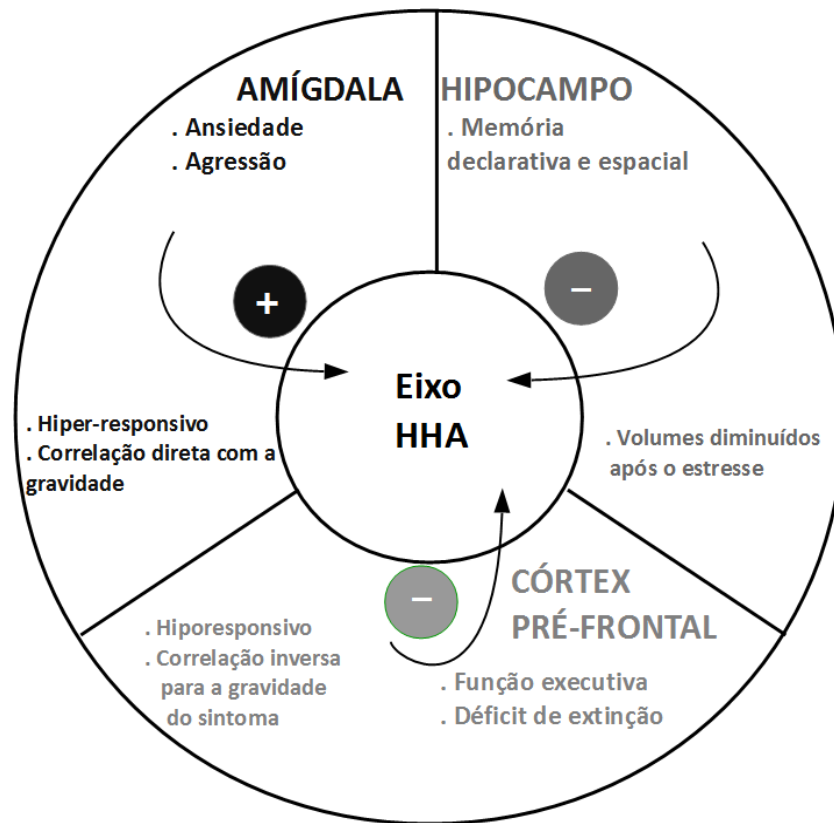 AMÍGDALA
. Ansiedade
. Agressão
+
. Hiper-responsivo
. Correlação direta com a
gravidade
HIPOCAMPO
. Memória
declarativa e espacial
−
. Volumes diminuídos
após o estresse
Eixo
HHA
−
CÓRTEX
PRÉ-FRONTAL
. Função executiva
. Déficit de extinção
. Hiporesponsivo
. Correlação inversa
para a gravidade
do sintoma